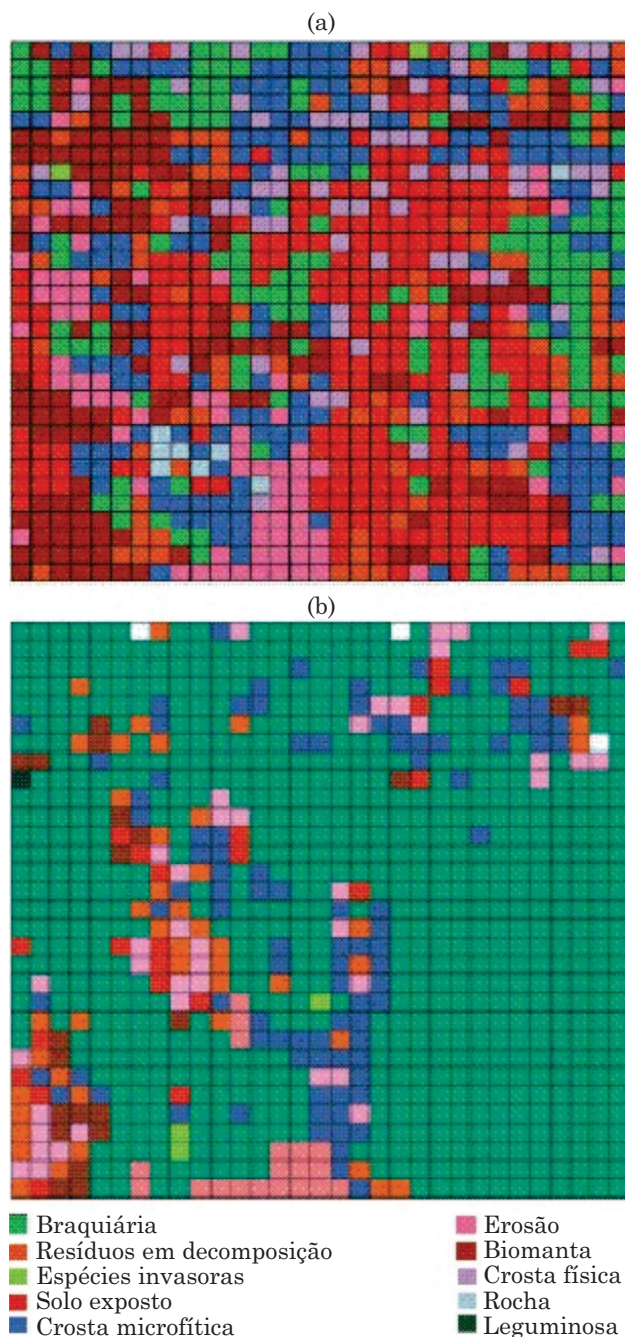 (a)
(b)
Braquiária
Resíduos em decomposição
Espécies invasoras
Solo exposto
Crosta microfítica
Erosão
Biomanta
Crosta física
Rocha
Leguminosa